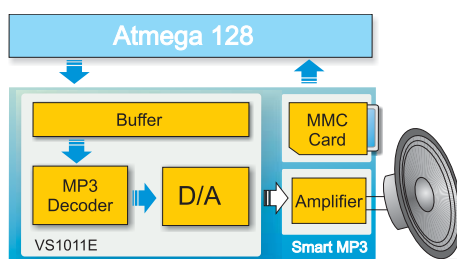 Atmega 128
Buffer
MMC
Card
MP3
Decoder
D/A
Amplifier
VS1011E
Smart MP3